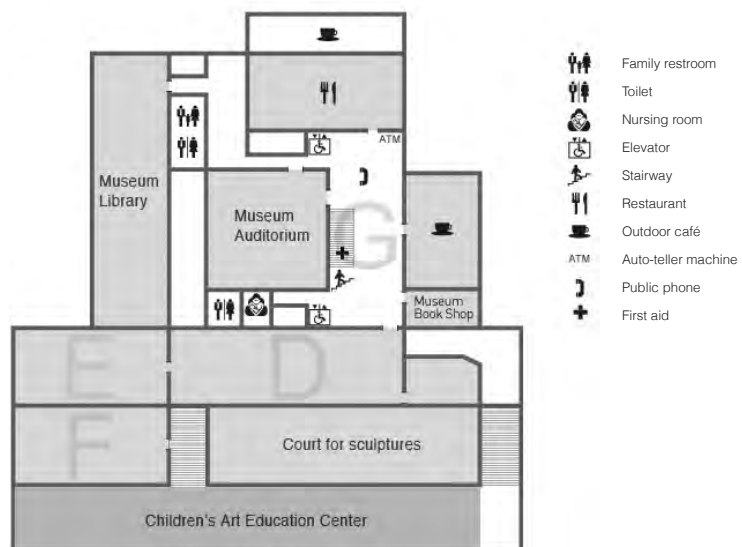 ATM
Museum
Library
Museum
Auditorium
G
Museum
Book Shop
E
D
F
Court for sculptures
Children's Art Education Center
Family restroom
Toilet
Nursing room
Elevator
Stairway
Restaurant
Outdoor café
ATM Auto-teller machine
Public phone
First aid